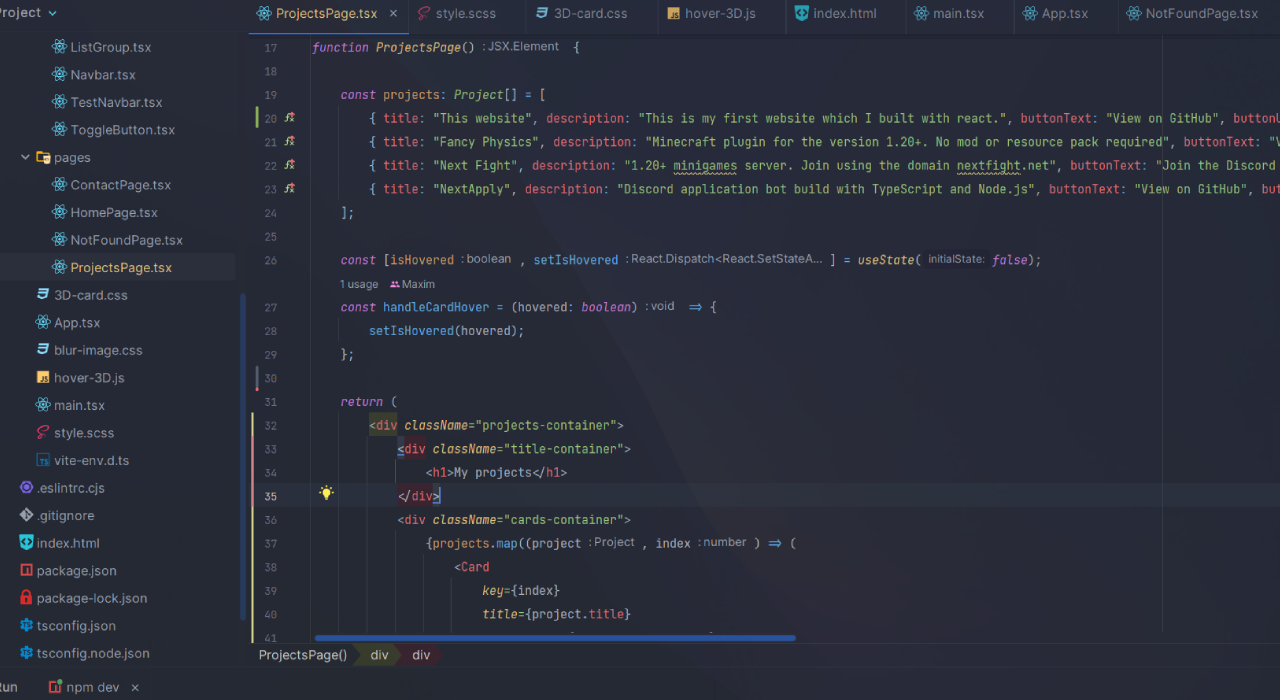 Project
ProjectsPage.tsx × style.scss 3D-card.css hover-3D.js index.html main.tsx App.tsx NotFoundPage.tsx
ListGroup.tsx
Navbar.tsx
TestNavbar.tsx
ToggleButton.tsx
pages
ContactPage.tsx
HomePage.tsx
NotFoundPage.tsx
ProjectsPage.tsx
3D-card.css
App.tsx
blur-image.css
hover-3D.js
main.tsx
style.scss
vite-env.d.ts
.eslintrc.cjs
.gitignore
index.html
package.json
package-lock.json
tsconfig.json
tsconfig.node.json
17 function ProjectsPage() : JSX.Element {
18
19 const projects: Project[] = [
20 { title: "This website", description: "This is my first website which I built with react.", buttonText: "View on GitHub", buttonU
21 { title: "Fancy Physics", description: "Minecraft plugin for the version 1.20+. No mod or resource pack required", buttonText: "V
22 { title: "Next Fight", description: "1.20+ minigames server. Join using the domain nextfight.net", buttonText: "Join the Discord
23 { title: "NextApply", description: "Discord application bot build with TypeScript and Node.js", buttonText: "View on GitHub", but
24 ];
25
26 const [isHovered : boolean , setIsHovered : React.Dispatch<React.SetStateA... ] = useState( initialState: false);
1 usage Maxim
27 const handleCardHover = (hovered: boolean) : void => {
28 setIsHovered(hovered);
29 };
30
31 return (
32 <div className="projects-container">
33 <div className="title-container">
34 <h1>My projects</h1>
35 </div>
36 <div className="cards-container">
37 {projects.map((project : Project , index : number ) => (
38 <Card
39 key={index}
40 title={project.title}
41
ProjectsPage() div div
Run npm dev ×